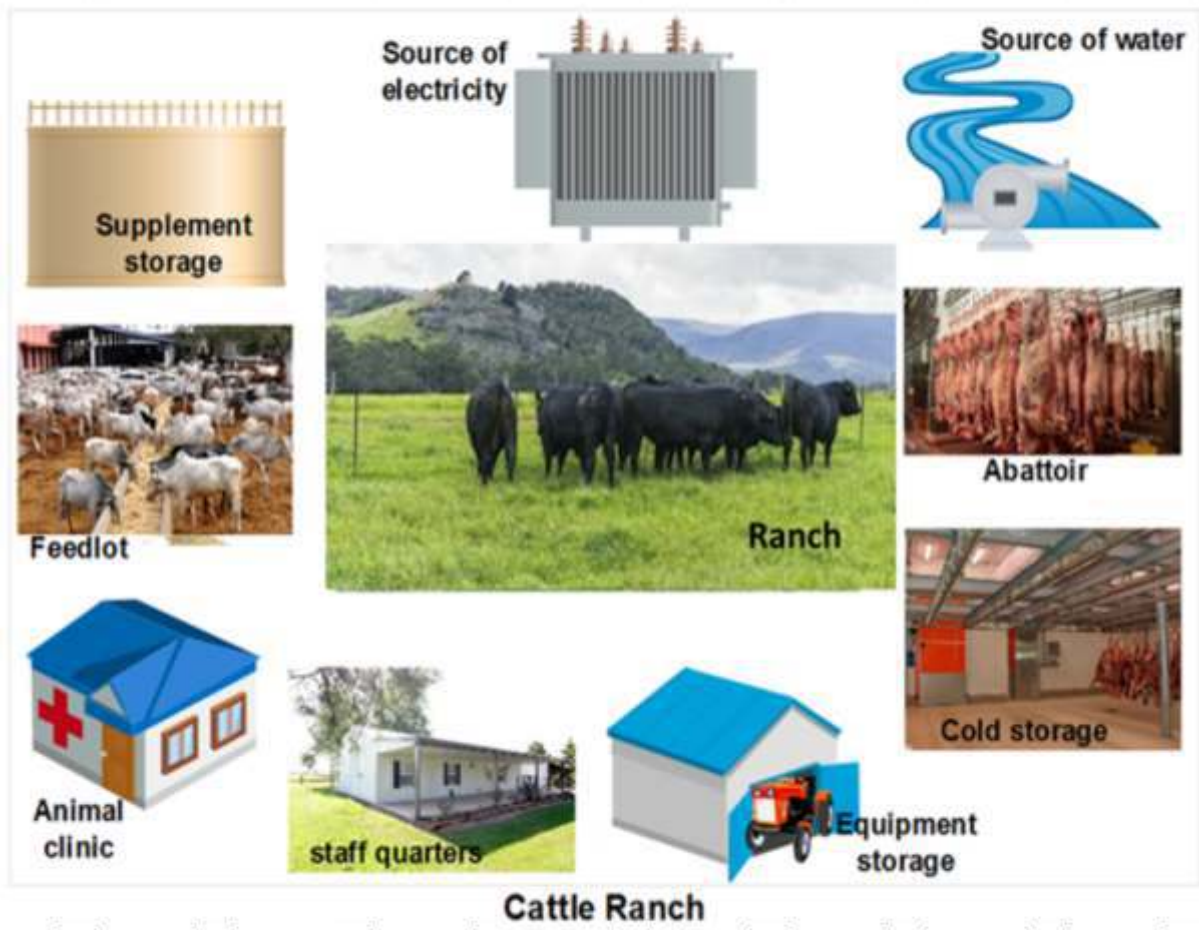 Source of
electricity
Source of water
Supplement
storage
Ranch
Abattoir
Feedlot
Cold storage
Animal
clinic
staff quarters
Equipment
storage
Cattle Ranch